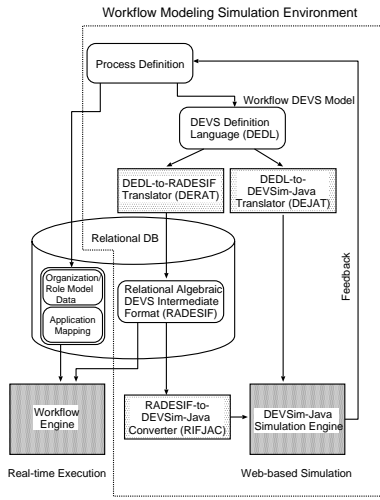 Workflow Modeling Simulation Environment
Process Definition
Workflow DEVS Model
DEVS Definition
Language (DEDL)
DEDL-to-RADESIF
Translator (DERAT)
DEDL-to-
DEVSim-Java
Translator (DEJAT)
Relational DB
Organization/
Role Model
Data
Application
Mapping
Relational Algebraic
DEVS Intermediate
Format (RADESIF)
Feedback
Workflow
Engine
RADESIF-to-
DEVSim-Java
Converter (RIFJAC)
DEVSim-Java
Simulation Engine
Real-time Execution
Web-based Simulation